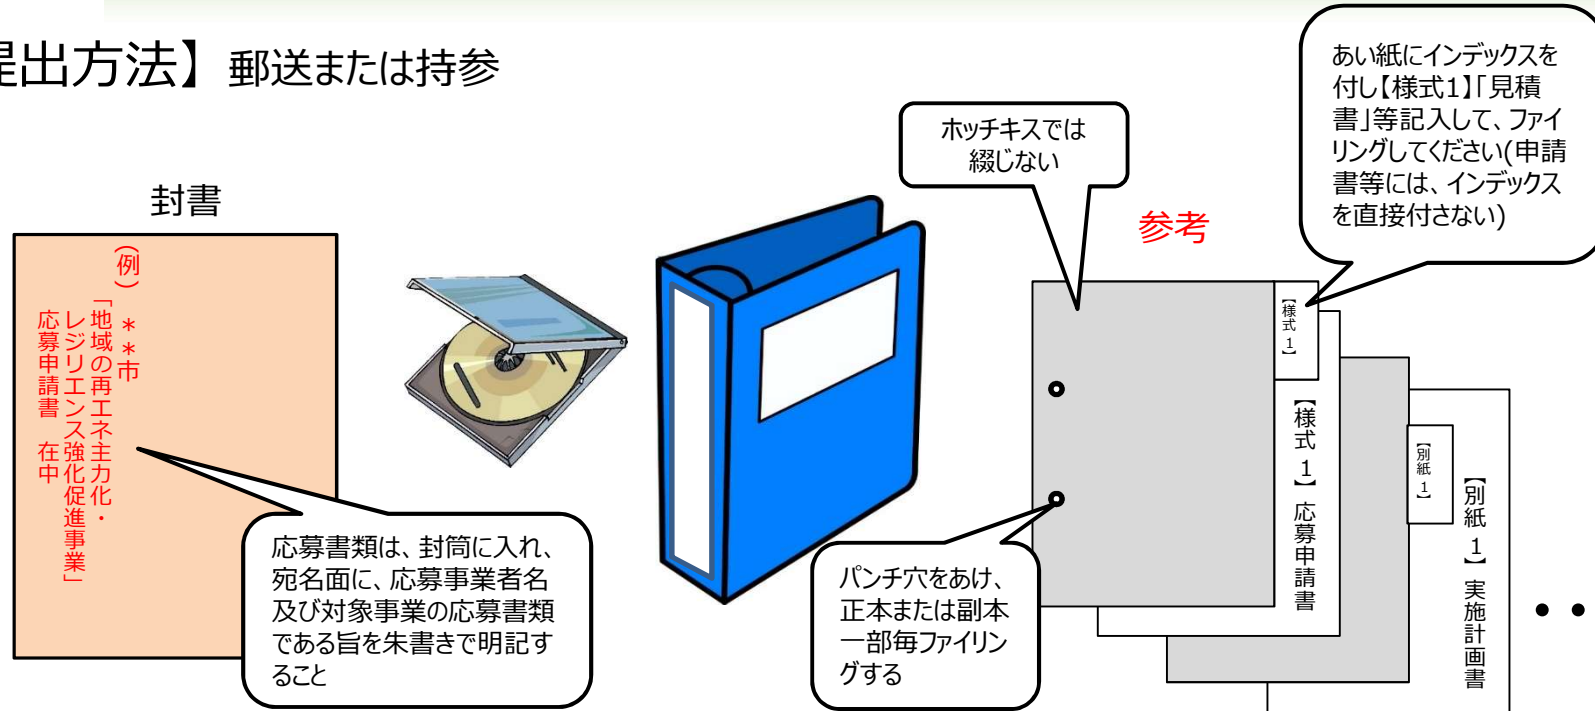 提出方法】郵送または持参
封書
(例)
**市
「地域の再エネ主力化・
レジリエンス強化促進事業」
応募申請書 在中
応募書類は、封筒に入れ、
宛名面に、応募事業者名
及び対象事業の応募書類
である旨を朱書きで明記す
ること
ホッチキスでは
綴じない
参考
あい紙にインデックスを
付し【様式1】「見積
書」等記入して、ファイ
リングしてください(申請
書等には、インデックス
を直接付さない)
【様式1】
【様式1】応募申請書
【別紙1】
【別紙1】実施計画書
・・
パンチ穴をあけ、
正本または副本
一部毎ファイリン
グする